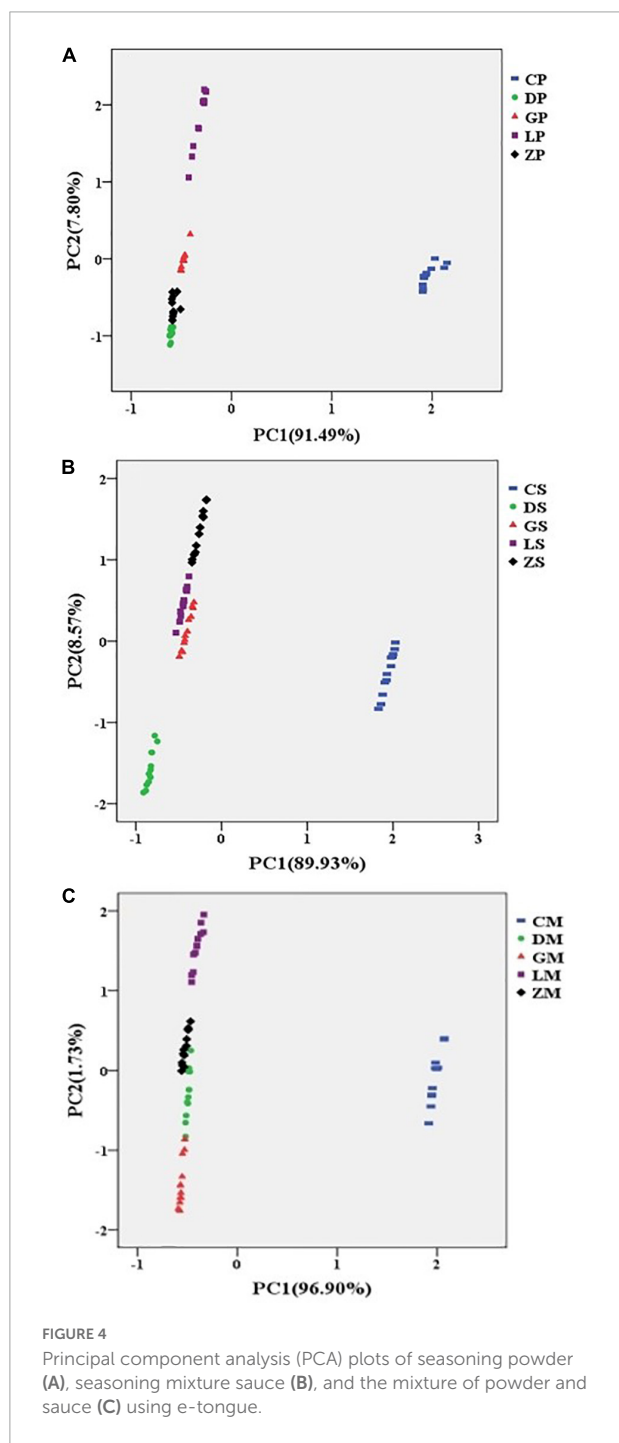 A
2
1
0
-1
PC2(7.80%)
-1
0
1
2
PC1(91.49%)
CP
DP
GP
LP
ZP
B
2
1
0
-1
-2
PC2(8.57%)
-1
0
1
2
3
PC1(89.93%)
CS
DS
GS
LS
ZS
C
2
1
0
-1
-2
PC2(1.73%)
-1
0
1
2
PC1(96.90%)
CM
DM
GM
LM
ZM
FIGURE 4
Principal component analysis (PCA) plots of seasoning powder
(A), seasoning mixture sauce (B), and the mixture of powder and
sauce (C) using e-tongue.